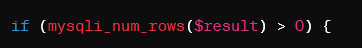 if (mysqli_num_rows($result) > 0) {